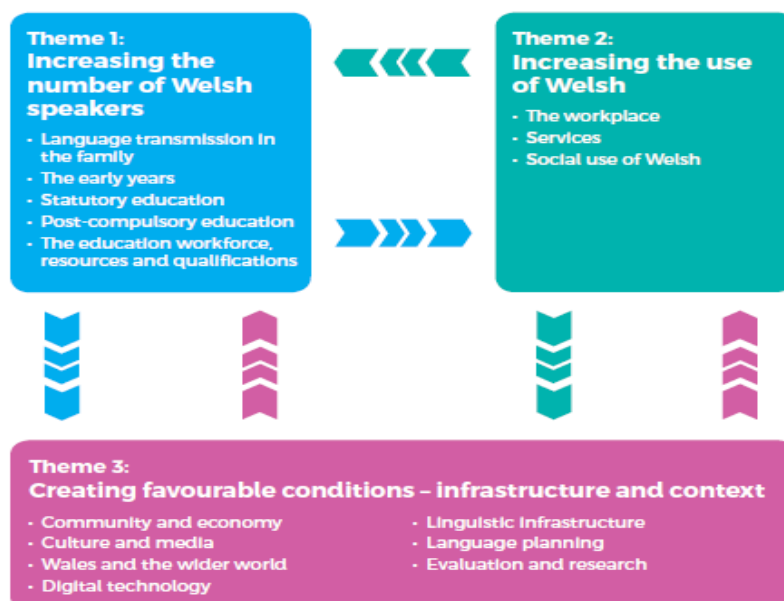 Theme 1:
Increasing the
number of Welsh
speakers
• Language transmission in
the family
• The early years
• Statutory education
• Post-compulsory education
• The education workforce,
resources and qualifications
Theme 2:
Increasing the use
of Welsh
• The workplace
• Services
• Social use of Welsh
Theme 3:
Creating favourable conditions – infrastructure and context
• Community and economy
• Culture and media
• Wales and the wider world
• Digital technology
• Linguistic infrastructure
• Language planning
• Evaluation and research